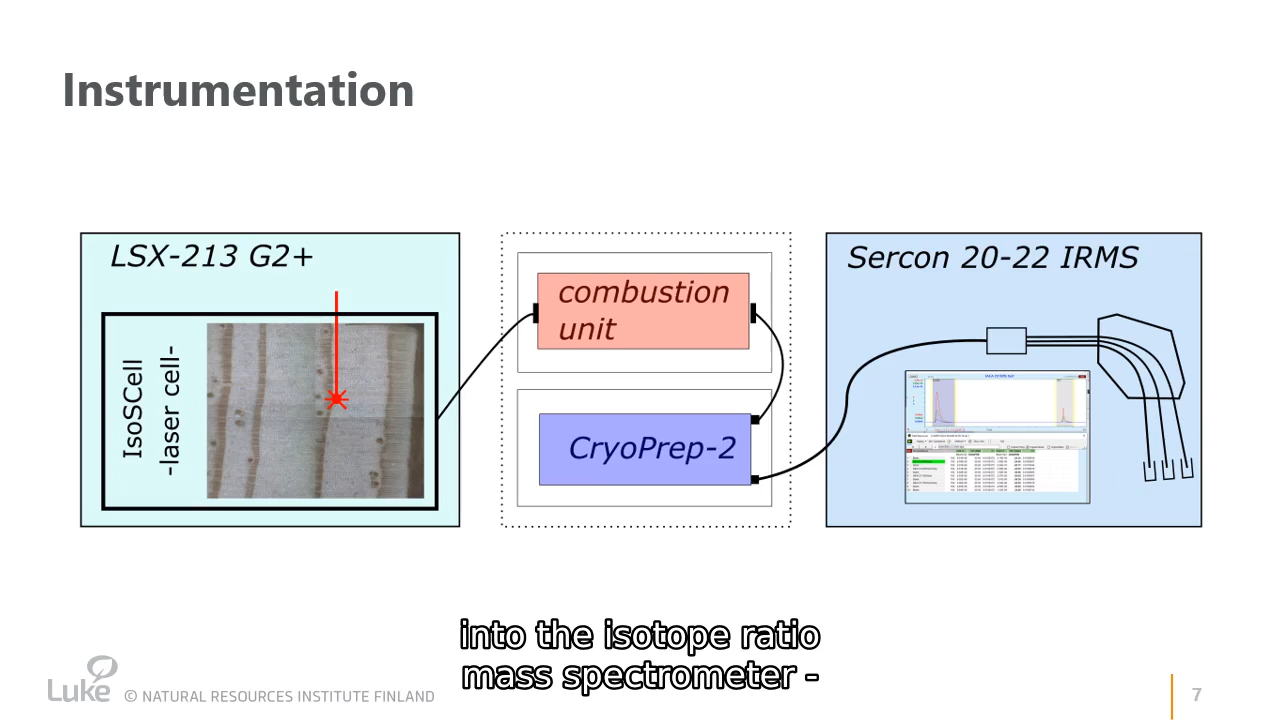 Instrumentation
LSX-213 G2+
IsoSCell
-laser cell-
combustion
unit
CryoPrep-2
Sercon 20-22 IRMS
into the isotope ratio
mass spectrometer -
Luke
© NATURAL RESOURCES INSTITUTE FINLAND
7